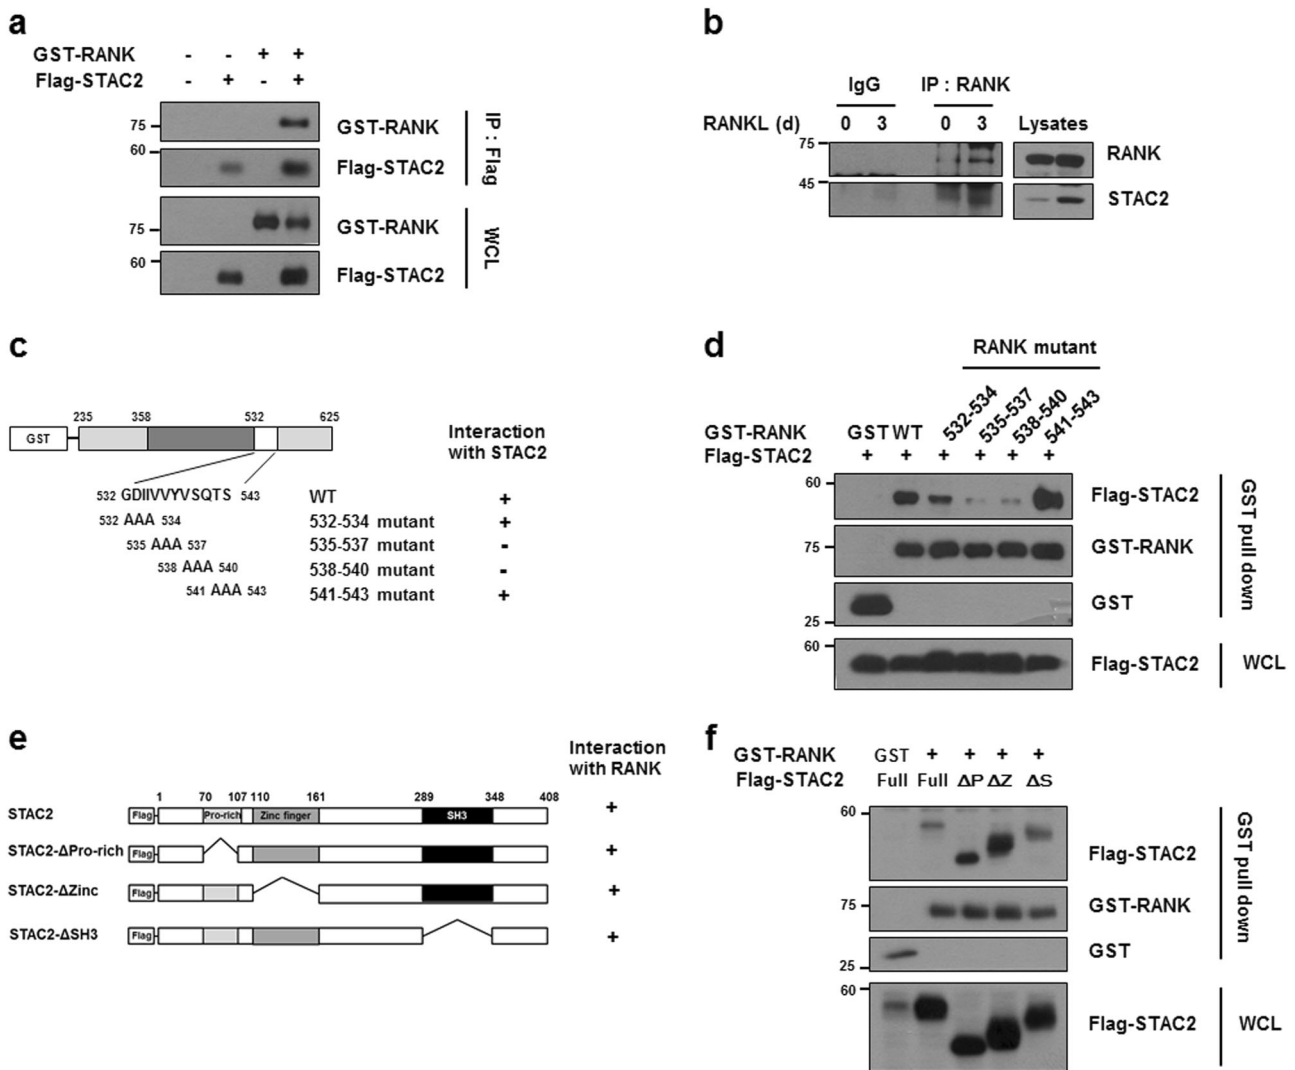 a
GST-RANK - - + +
Flag-STAC2 - + - +
75 GST-RANK
60 Flag-STAC2
IP : Flag
75 GST-RANK
60 Flag-STAC2
WCL
b
IgG IP : RANK
RANKL (d) 0 3 0 3 Lysates
75 RANK
45 STAC2
c
235 358 532 625
GST
Interaction
with STAC2
532 GDIIVVYVSQTS 543 WT +
532 AAA 534 532-534 mutant +
535 AAA 537 535-537 mutant -
538 AAA 540 538-540 mutant -
541 AAA 543 541-543 mutant +
d
RANK mutant
GST-RANK GST WT 532-534 535-537 538-540 541-543
Flag-STAC2 + + + + + +
60 Flag-STAC2
75 GST-RANK
GST
25
GST pull down
60 Flag-STAC2 WCL
e
Interaction
with RANK
1 70 107 110 161 289 348 408
STAC2 Flag Pro-rich Zinc finger SH3 +
STAC2-ΔPro-rich Flag +
STAC2-ΔZinc Flag +
STAC2-ΔSH3 Flag +
f
GST-RANK GST + + + +
Flag-STAC2 Full Full ΔP ΔZ ΔS
60
Flag-STAC2
75 GST-RANK
GST
25
GST pull down
60
Flag-STAC2 WCL